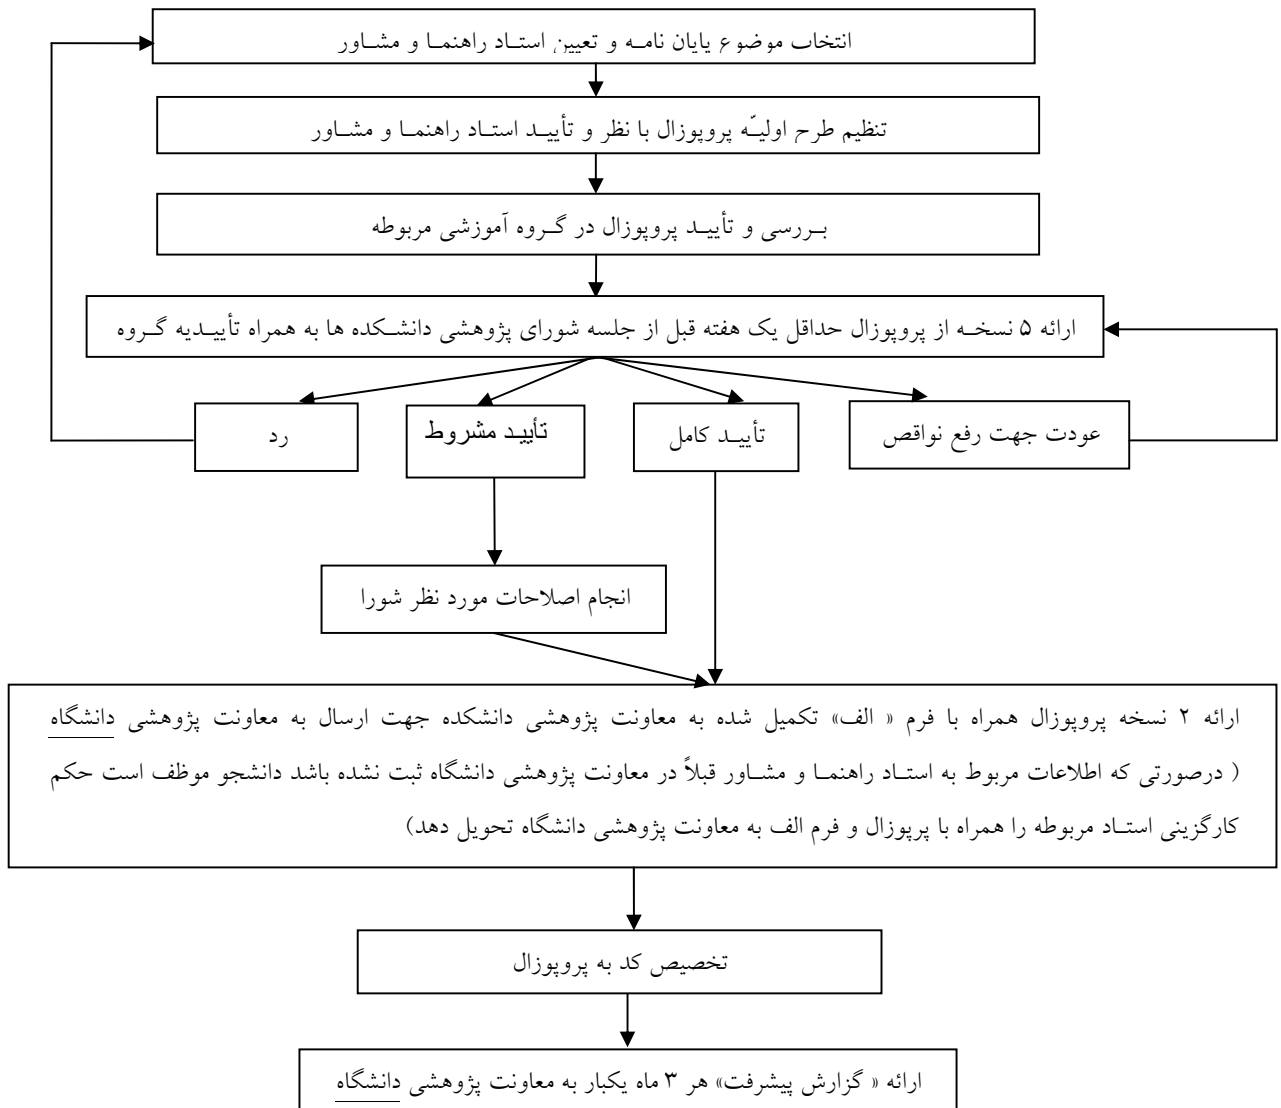 انتخاب موضوع پایان نامه و تعیین استاد راهنما و مشاور
تنظیم طرح اولیّه پروپوزال با نظر و تأیید استاد راهنما و مشاور
بررسی و تأیید پروپوزال در گروه آموزشی مربوطه
ارائه ۵ نسخه از پروپوزال حداقل یک هفته قبل از جلسه شورای پژوهشی دانشکده ها به همراه تأییدیه گروه
عودت جهت رفع نواقص
تأیید کامل
تأیید مشروط
رد
انجام اصلاحات مورد نظر شورا
ارائه ۲ نسخه پروپوزال همراه با فرم « الف» تکمیل شده به معاونت پژوهشی دانشکده جهت ارسال به معاونت پژوهشی دانشگاه
( درصورتی که اطلاعات مربوط به استاد راهنما و مشاور قبلاً در معاونت پژوهشی دانشگاه ثبت نشده باشد دانشجو موظف است حکم
کارگزینی استاد مربوطه را همراه با پرپوزال و فرم الف به معاونت پژوهشی دانشگاه تحویل دهد)
تخصیص کد به پروپوزال
ارائه « گزارش پیشرفت» هر ۳ ماه یکبار به معاونت پژوهشی دانشگاه